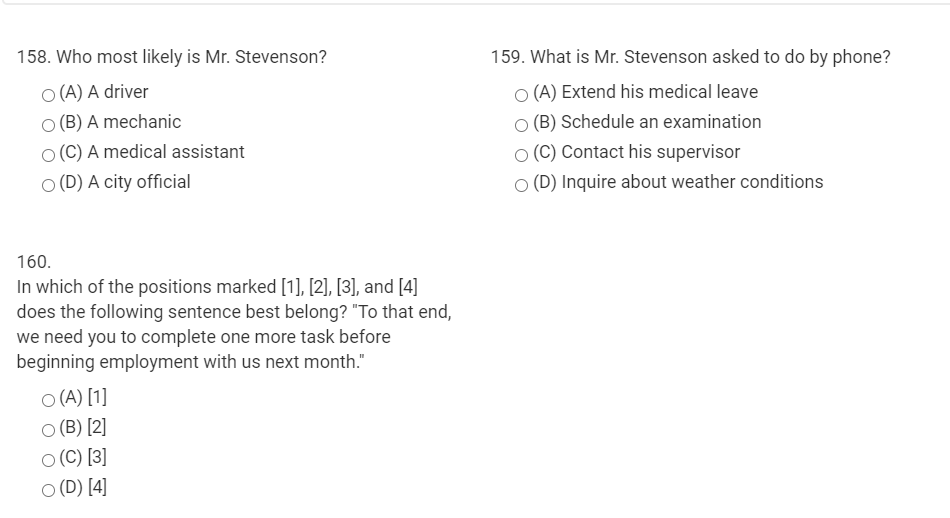 158. Who most likely is Mr. Stevenson?
(A) A driver
(B) A mechanic
(C) A medical assistant
(D) A city official
159. What is Mr. Stevenson asked to do by phone?
(A) Extend his medical leave
(B) Schedule an examination
(C) Contact his supervisor
(D) Inquire about weather conditions
160.
In which of the positions marked [1], [2], [3], and [4]
does the following sentence best belong? "To that end,
we need you to complete one more task before
beginning employment with us next month."
(A) [1]
(B) [2]
(C) [3]
(D) [4]